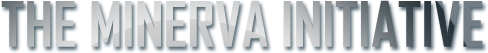 THE MINERVA INITIATIVE